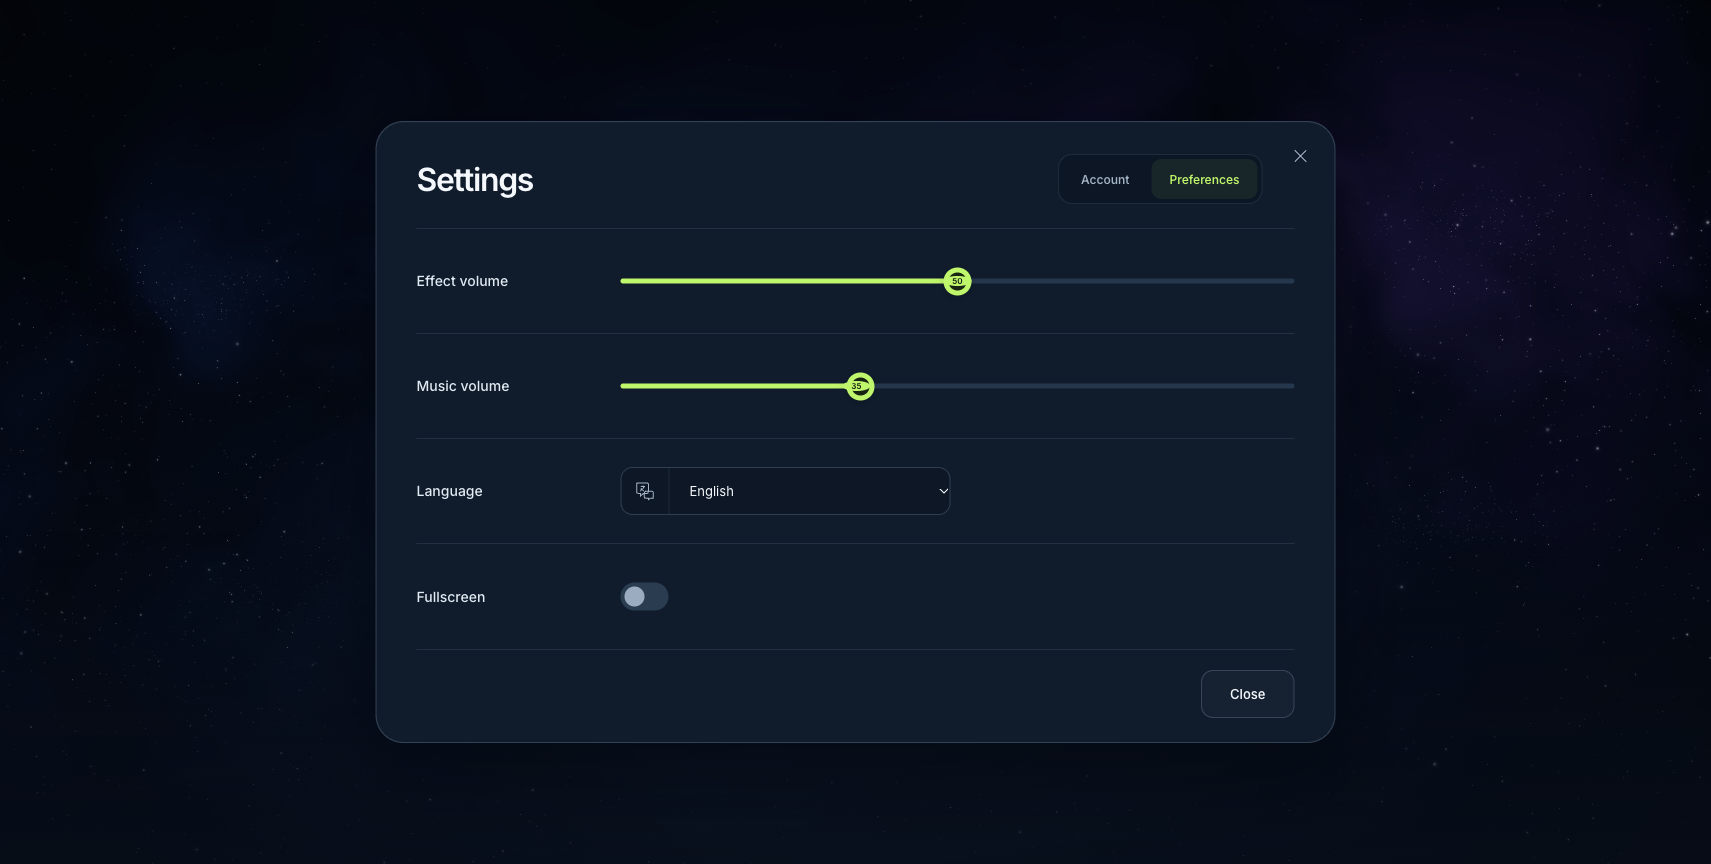 Settings
Account
Preferences
Effect volume
50
Music volume
35
Language
English
Fullscreen
Close